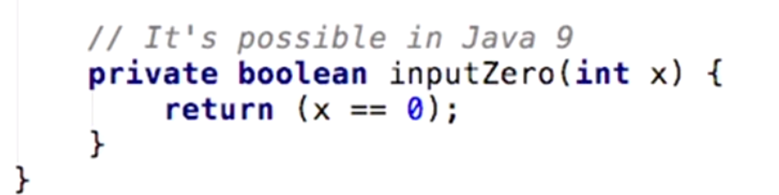 // It's possible in Java 9
private boolean inputZero(int x) {
return (x == 0);
}
}